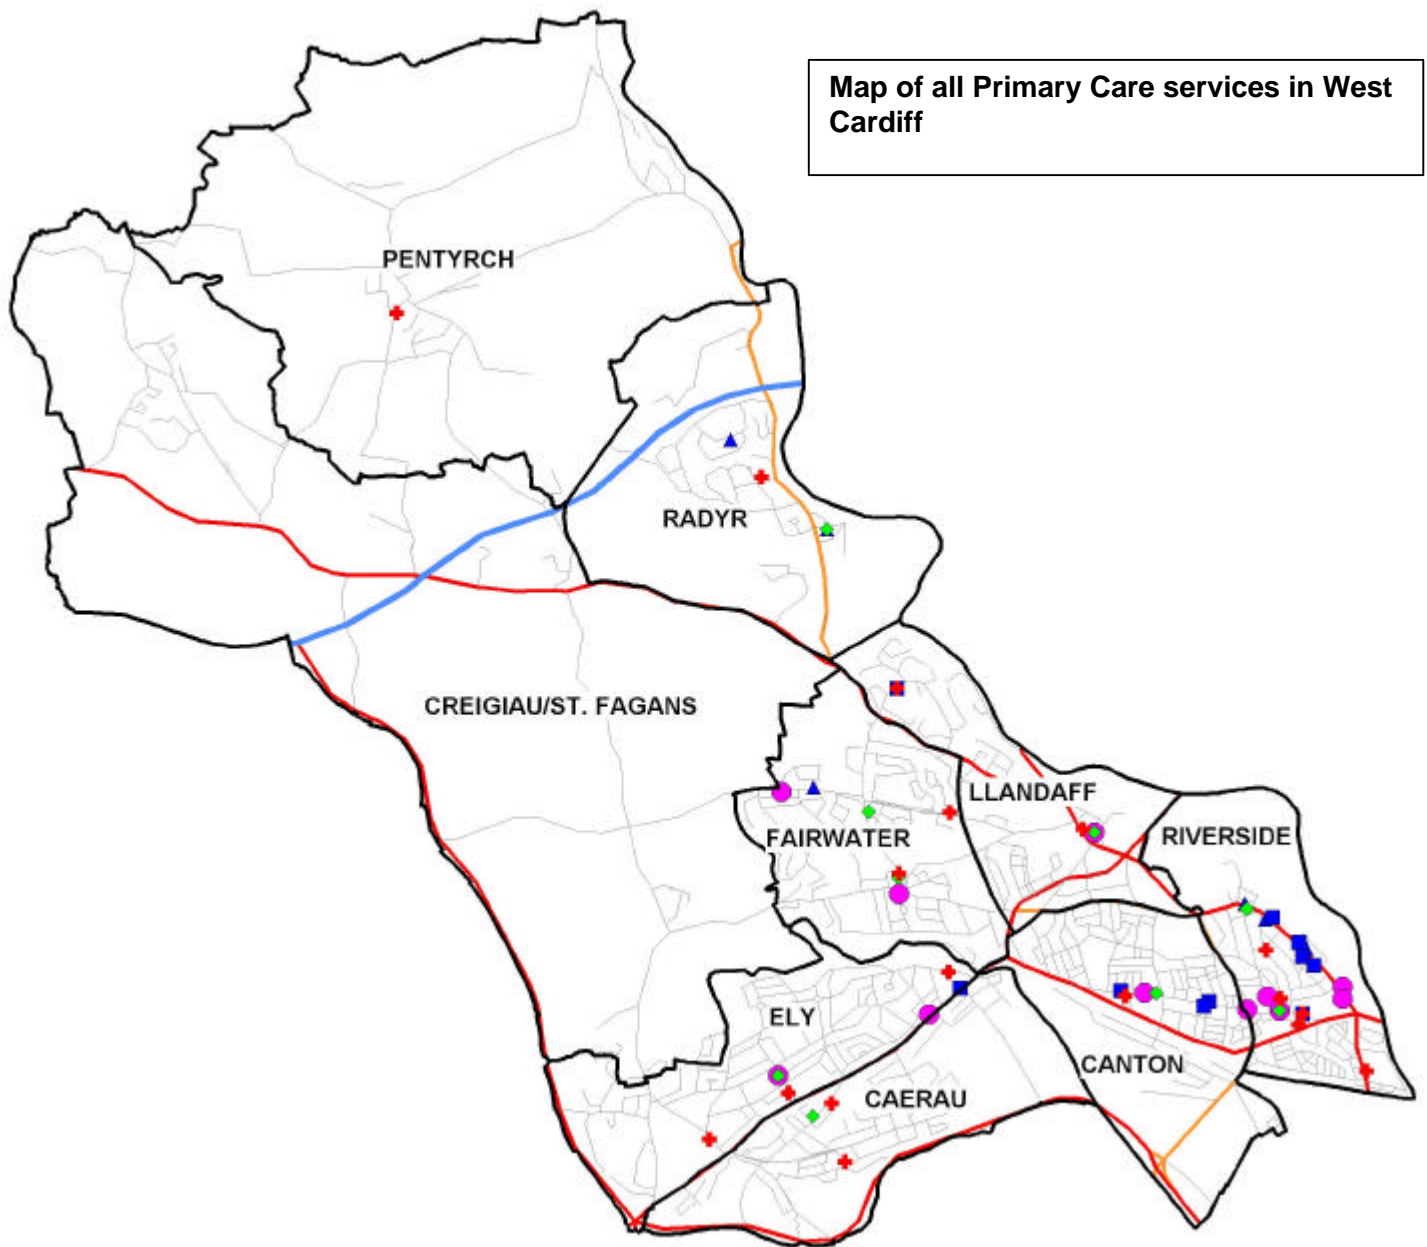 Map of all Primary Care services in West
Cardiff
PENTYRCH
RADYR
CREIGIAU/ST. FAGANS
LLANDAFF
FAIRWATER
RIVERSIDE
ELY
CANTON
CAERAU